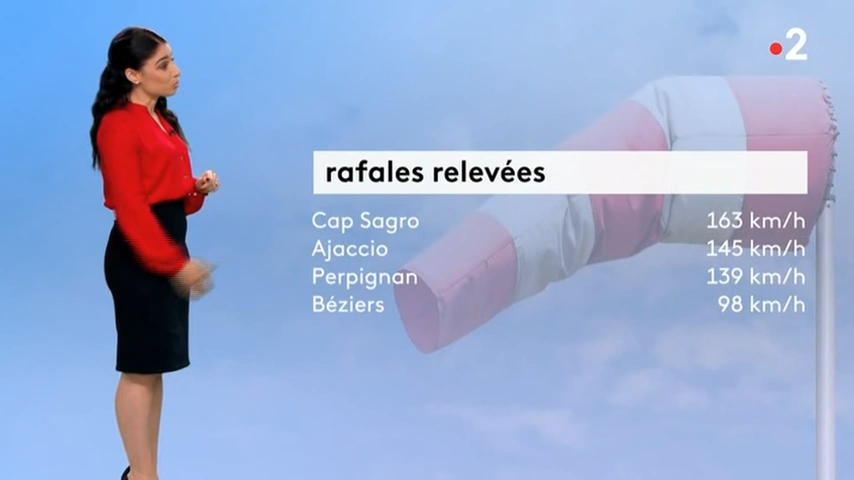 2
rafales relevées
Cap Sagro 163 km/h
Ajaccio 145 km/h
Perpignan 139 km/h
Béziers 98 km/h